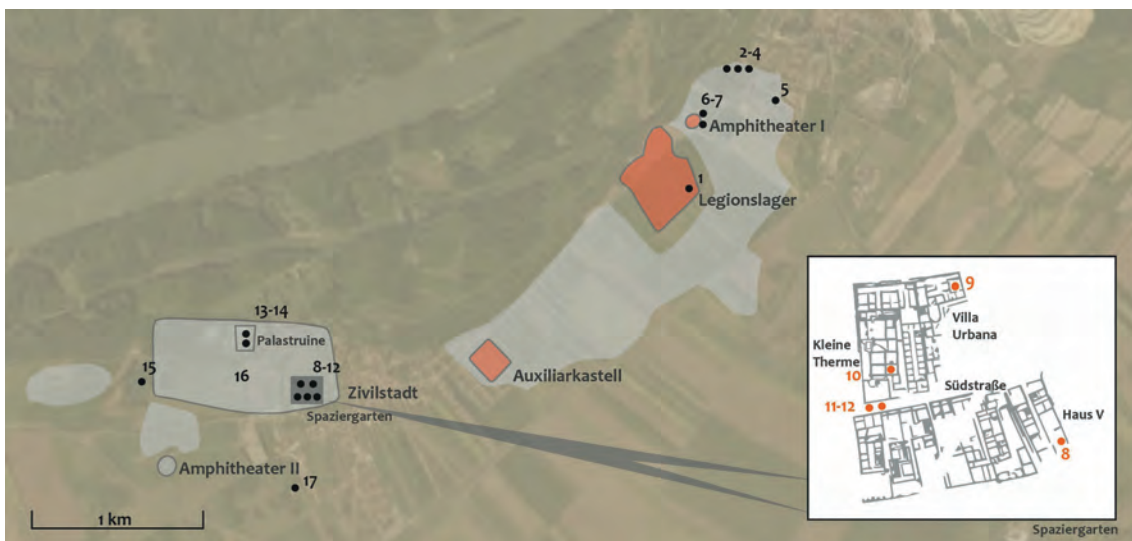 2-4
5
6-7
Amphitheater I
1
Legionslager
13-14
Palastruine
15
16
8-12
Zivilstadt
Spaziergarten
Auxiliarkastell
Amphitheater II
17
1 km
9
Villa
Urbana
Kleine
Therme
10
Südstraße
11-12
Haus V
8
Spaziergarten